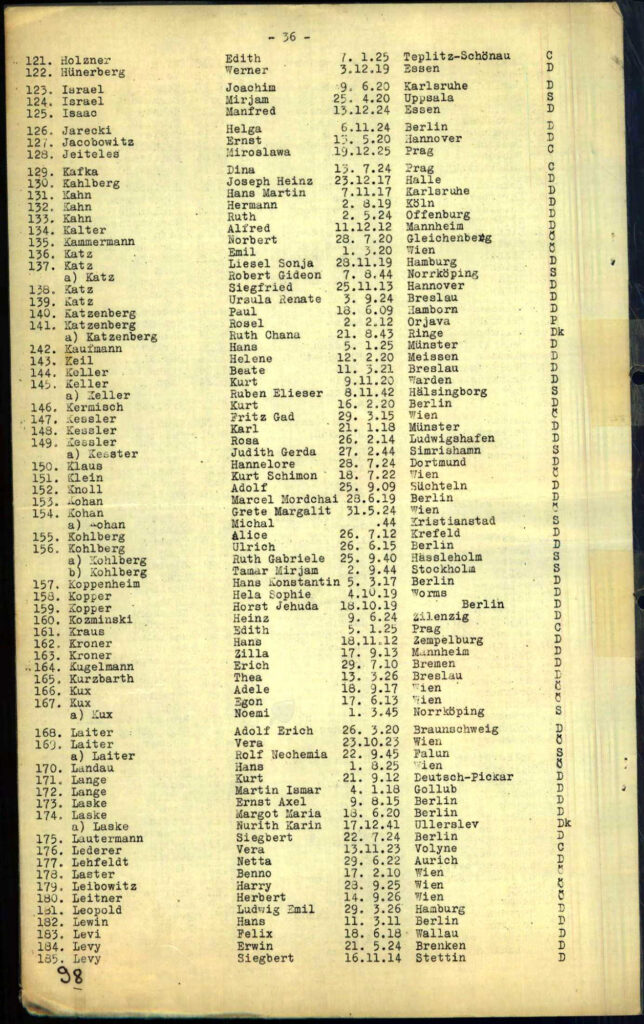 - 36 -
121. Holzner Edith 7. 1.25 Teplitz-Schönau C
122. Hünerberg Werner 3.12.19 Essen D
123. Israel Joachim 9. 6.20 Karlsruhe D
124. Israel Mirjam 25. 4.20 Uppsala S
125. Isaac Manfred 13.12.24 Essen D
126. Jarecki Helga 6.11.24 Berlin D
127. Jacobowitz Ernst 13. 5.20 Hannover D
128. Jeiteles Miroslawa 19.12.25 Prag C
129. Kafka Dina 13. 7.24 Prag C
130. Kahlberg Joseph Heinz 23.12.17 Halle D
131. Kahn Hans Martin 7.11.17 Karlsruhe D
132. Kahn Hermann 2. 8.19 Köln D
133. Kahn Ruth 2. 5.24 Offenburg D
134. Kalter Alfred 11.12.12 Mannheim D
135. Kammermann Norbert 28. 7.20 Gleichenberg Ö
136. Katz Emil 1. 3.20 Wien Ö
137. Katz Liesel Sonja 28.11.19 Hamburg D
a) Katz Robert Gideon 7. 8.44 Norrköping S
138. Katz Siegfried 25.11.13 Hannover D
139. Katz Ursula Renate 3. 9.24 Breslau D
140. Katzenberg Paul 18. 6.09 Hamborn D
141. Katzenberg Rosel 2. 2.12 Orjava P
a) Katzenberg Ruth Chana 21. 8.43 Ringe Dk
142. Kaufmann Hans 5. 1.25 Münster D
143. Keil Helene 12. 2.20 Meissen D
144. Keller Beate 11. 3.21 Breslau D
145. Keller Kurt 9.11.20 Warden D
a) Keller Ruben Elieser 8.11.42 Hälsingborg S
146. Kermisch Kurt 16. 2.20 Berlin D
147. Kessler Fritz Gad 29. 3.15 Wien Ö
148. Kessler Karl 21. 1.18 Münster D
149. Kessler Rosa 26. 2.14 Ludwigshafen D
a) Kesster Judith Gerda 27. 2.44 Simrishamn S
150. Klaus Hannelore 28. 7.24 Dortmund D
151. Klein Kurt Schimon 18. 7.22 Wien Ö
152. Knoll Adolf 25. 9.09 Süchteln D
153. Kohan Marcel Mordchai 28.6.19 Berlin D
154. Kohan Grete Margalit 31.5.24 Wien Ö
a) Kohan Michal .44 Kristianstad S
155. Kohlberg Alice 26. 7.12 Krefeld D
156. Kohlberg Ulrich 26. 6.15 Berlin D
a) Kohlberg Ruth Gabriele 25. 9.40 Hässleholm S
b) Kohlberg Tamar Mirjam 2. 9.44 Stockholm S
157. Koppenheim Hans Konstantin 5. 3.17 Berlin D
158. Kopper Hela Sophie 4.10.19 Worms D
159. Kopper Horst Jehuda 18.10.19 Berlin D
160. Kozminski Heinz 9. 6.24 Zilenzig D
161. Kraus Edith 5. 1.25 Prag C
162. Kroner Hans 18.11.12 Zempelburg D
163. Kroner Zilla 17. 9.13 Mannheim D
164. Kugelmann Erich 29. 7.10 Bremen D
165. Kurzbarth Thea 13. 3.26 Breslau D
166. Kux Adele 18. 9.17 Wien Ö
167. Kux Egon 17. 6.13 Wien Ö
a) Kux Noemi 1. 3.45 Norrköping S
168. Laiter Adolf Erich 26. 3.20 Braunschweig D
169. Laiter Vera 23.10.23 Wien Ö
a) Laiter Rolf Nechemia 22. 9.45 Falun S
170. Landau Hans 1. 8.25 Wien Ö
171. Lange Kurt 21. 9.12 Deutsch-Pickar D
172. Lange Martin Ismar 4. 1.18 Gollub D
173. Laske Ernst Axel 9. 8.15 Berlin D
174. Laske Margot Maria 18. 6.20 Berlin D
a) Laske Nurith Karin 17.12.41 Ullerslev Dk
175. Lautermann Siegbert 22. 7.24 Berlin D
176. Lederer Vera 13.11.23 Volyne C
177. Lehfeldt Netta 29. 6.22 Aurich D
178. Laster Benno 17. 2.10 Wien Ö
179. Leibowitz Harry 23. 9.25 Wien Ö
180. Leitner Herbert 14. 9.26 Wien Ö
181. Leopold Ludwig Emil 29. 3.26 Hamburg D
182. Lewin Hans 11. 3.11 Berlin D
183. Levi Felix 18. 6.18 Wallau D
184. Levy Erwin 21. 5.24 Brenken D
185. Levy Siegbert 16.11.14 Stettin D
98